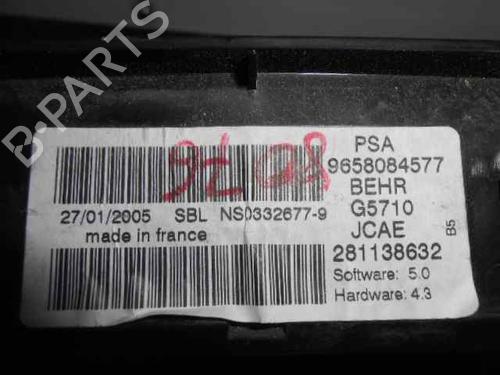 B-PARTS
PSA
9658084577
BEHR
G5710
JCAE
281138632
Software: 5.0
Hardware: 4.3
B5
27/01/2005 SBL NS0332677-9
made in france